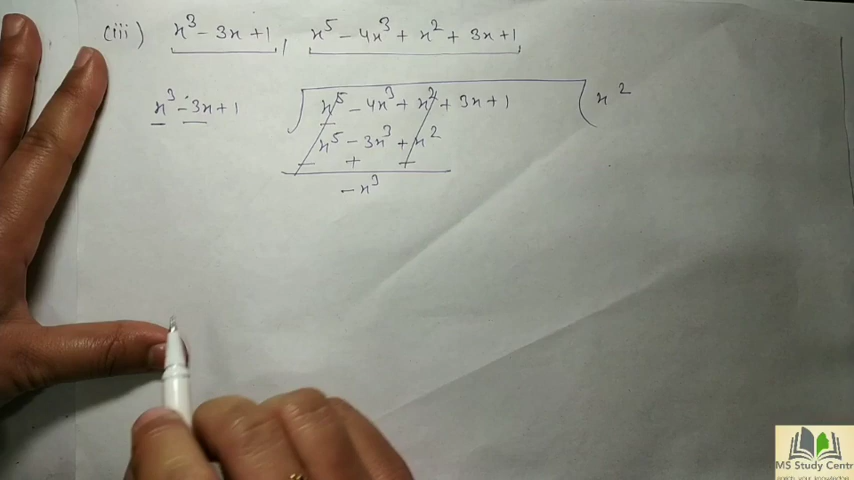 (iii) x³ - 3x + 1 , x⁵ - 4x³ + x² + 3x + 1
x³ - 3x + 1 ) x⁵ - 4x³ + x² + 3x + 1 ( x²
x⁵ - 3x³ + x²
- + -
- x³
MS Study Centr